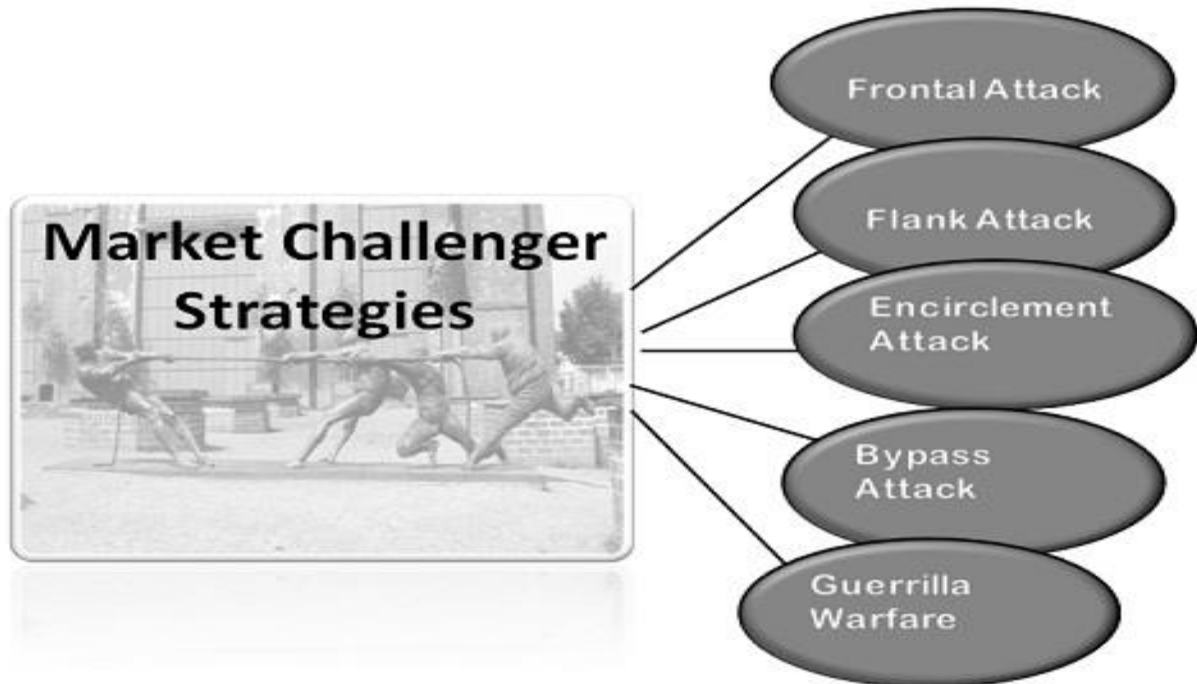 Market Challenger
Strategies
Frontal Attack
Flank Attack
Encirclement
Attack
Bypass
Attack
Guerrilla
Warfare